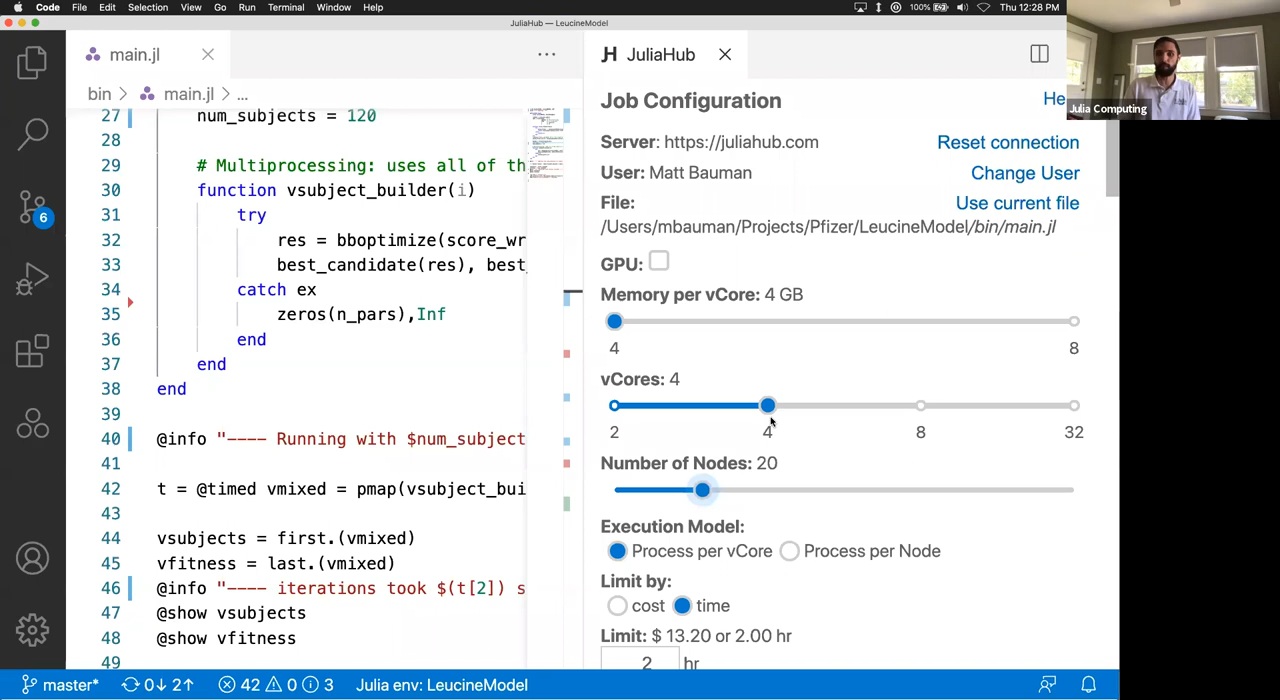 Code File Edit Selection View Go Run Terminal Window Help 100% Thu 12:28 PM
JuliaHub — LeucineModel
main.jl
JuliaHub
bin > main.jl > ...
27 num_subjects = 120
28
29 # Multiprocessing: uses all of th
30 function vsubject_builder(i)
31 try
32 res = bboptimize(score_wr
33 best_candidate(res), best_
34 catch ex
35 zeros(n_pars),Inf
36 end
37 end
38 end
39
40 @info "---- Running with $num_subject
41
42 t = @timed vmixed = pmap(vsubject_bui
43
44 vsubjects = first.(vmixed)
45 vfitness = last.(vmixed)
46 @info "---- iterations took $(t[2]) s
47 @show vsubjects
48 @show vfitness
49
6
Job Configuration
He
Server: https://juliahub.com
Reset connection
User: Matt Bauman
Change User
File:
Use current file
/Users/mbauman/Projects/Pfizer/LeucineModel/bin/main.jl
GPU:
Memory per vCore: 4 GB
4 8
vCores: 4
2 4 8 32
Number of Nodes: 20
Execution Model:
Process per vCore Process per Node
Limit by:
cost time
Limit: $ 13.20 or 2.00 hr
2 hr
Julia Computing
master* 0↓ 2↑ 42 0 3 Julia env: LeucineModel